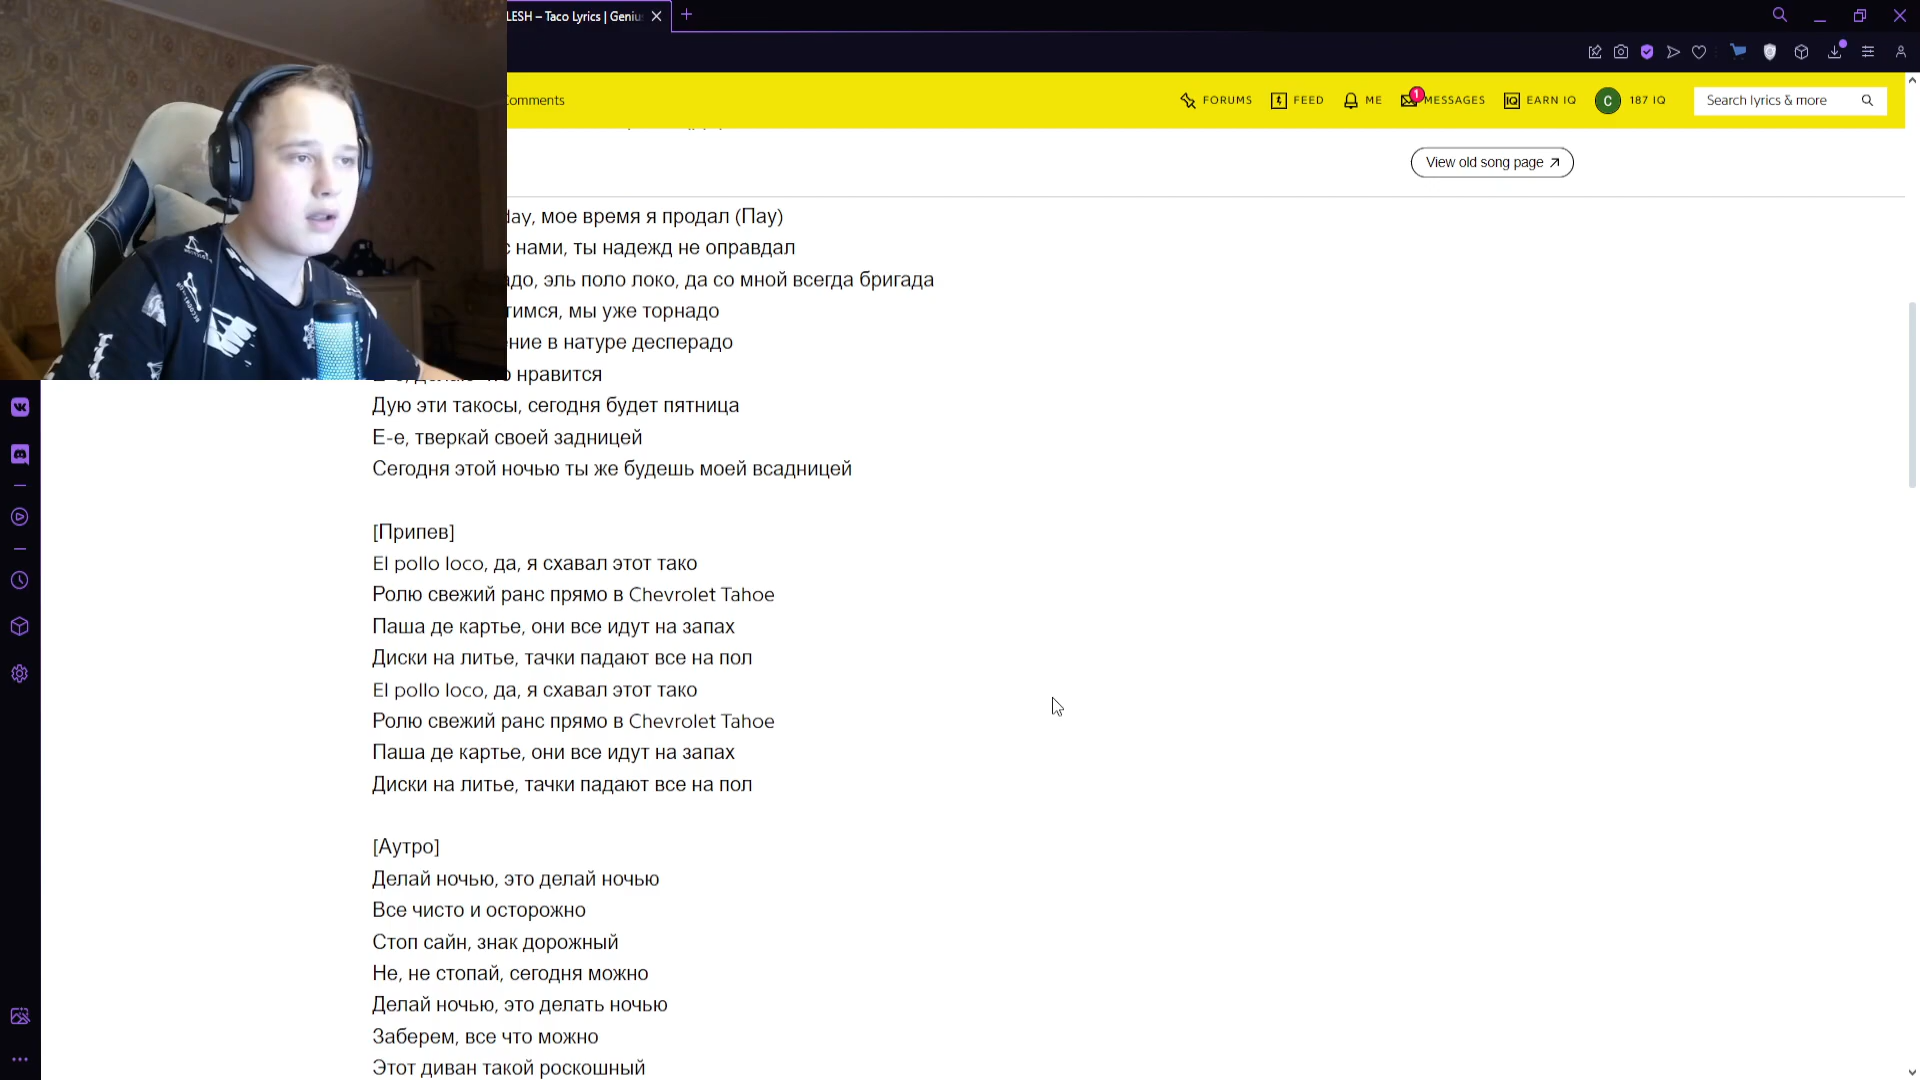 LESH – Taco Lyrics | Geniu
Comments
FORUMS
FEED
ME
1
MESSAGES
IQ
EARN IQ
C
187 IQ
Search lyrics & more
View old song page
day, мое время я продал (Пау)
с нами, ты надежд не оправдал
адо, эль поло локо, да со мной всегда бригада
тимся, мы уже торнадо
ение в натуре десперадо
нравится
Дую эти такосы, сегодня будет пятница
Е-е, тверкай своей задницей
Сегодня этой ночью ты же будешь моей всадницей
[Припев]
El pollo loco, да, я схавал этот тако
Ролю свежий ранс прямо в Chevrolet Tahoe
Паша де картье, они все идут на запах
Диски на литье, тачки падают все на пол
El pollo loco, да, я схавал этот тако
Ролю свежий ранс прямо в Chevrolet Tahoe
Паша де картье, они все идут на запах
Диски на литье, тачки падают все на пол
[Аутро]
Делай ночью, это делай ночью
Все чисто и осторожно
Стоп сайн, знак дорожный
Не, не стопай, сегодня можно
Делай ночью, это делать ночью
Заберем, все что можно
Этот диван такой роскошный